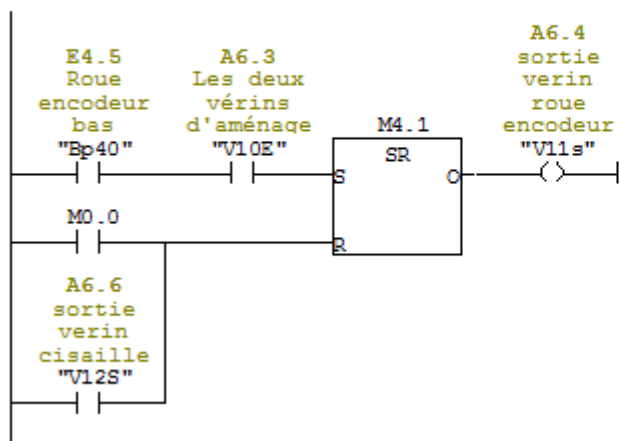 A6.4
E4.5 A6.3 sortie
Roue Les deux verin
encodeur vérins roue
bas d'aménage M4.1 encodeur
"Bp40" "V10E" SR "V11s"
S Q
M0.0
R
A6.6
sortie
verin
cisaille
"V12S"